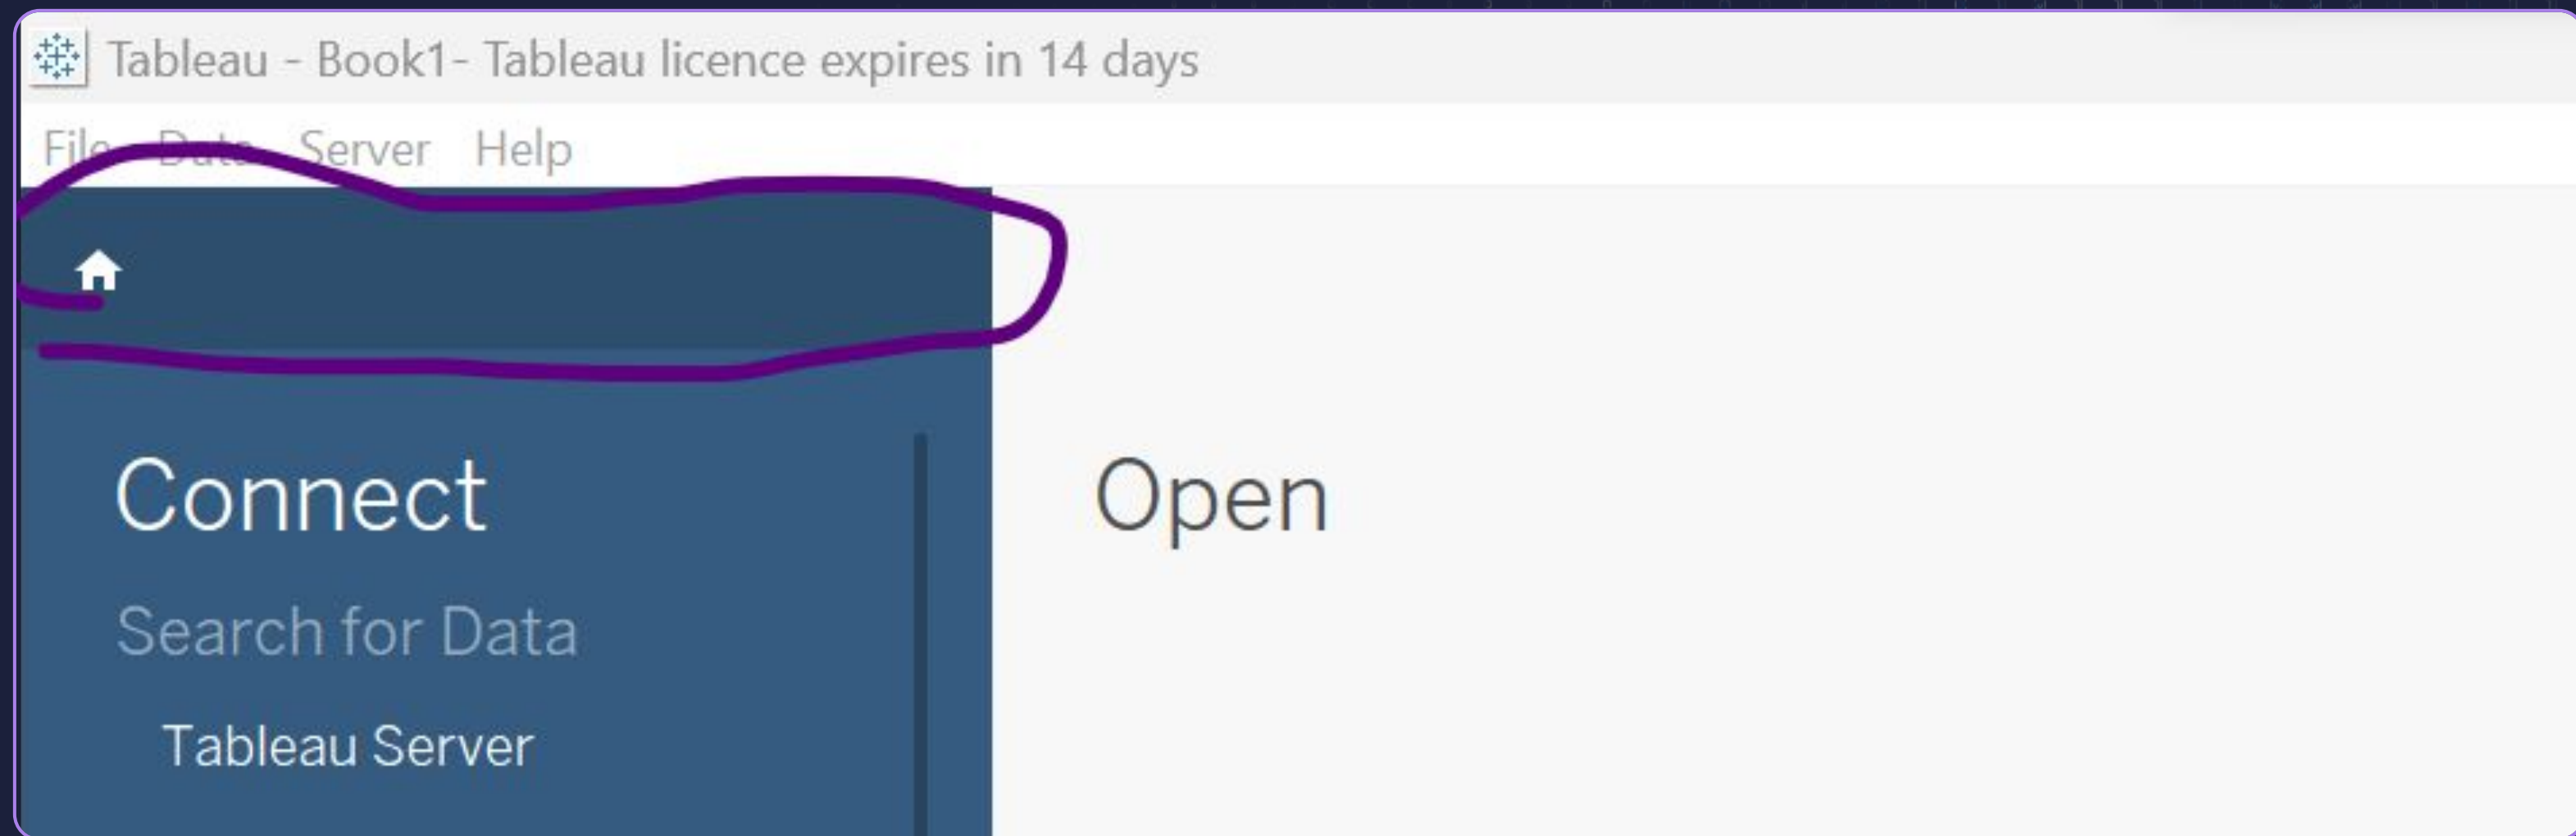 Tableau - Book1- Tableau licence expires in 14 days
File Data Server Help
Connect
Open
Search for Data
Tableau Server